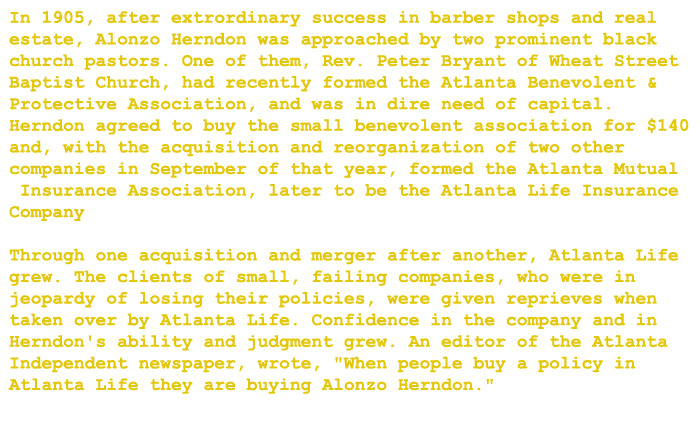 In 1905, after extrordinary success in barber shops and real
estate, Alonzo Herndon was approached by two prominent black
church pastors. One of them, Rev. Peter Bryant of Wheat Street
Baptist Church, had recently formed the Atlanta Benevolent &
Protective Association, and was in dire need of capital.
Herndon agreed to buy the small benevolent association for $140
and, with the acquisition and reorganization of two other
companies in September of that year, formed the Atlanta Mutual
Insurance Association, later to be the Atlanta Life Insurance
Company
Through one acquisition and merger after another, Atlanta Life
grew. The clients of small, failing companies, who were in
jeopardy of losing their policies, were given reprieves when
taken over by Atlanta Life. Confidence in the company and in
Herndon's ability and judgment grew. An editor of the Atlanta
Independent newspaper, wrote, "When people buy a policy in
Atlanta Life they are buying Alonzo Herndon."